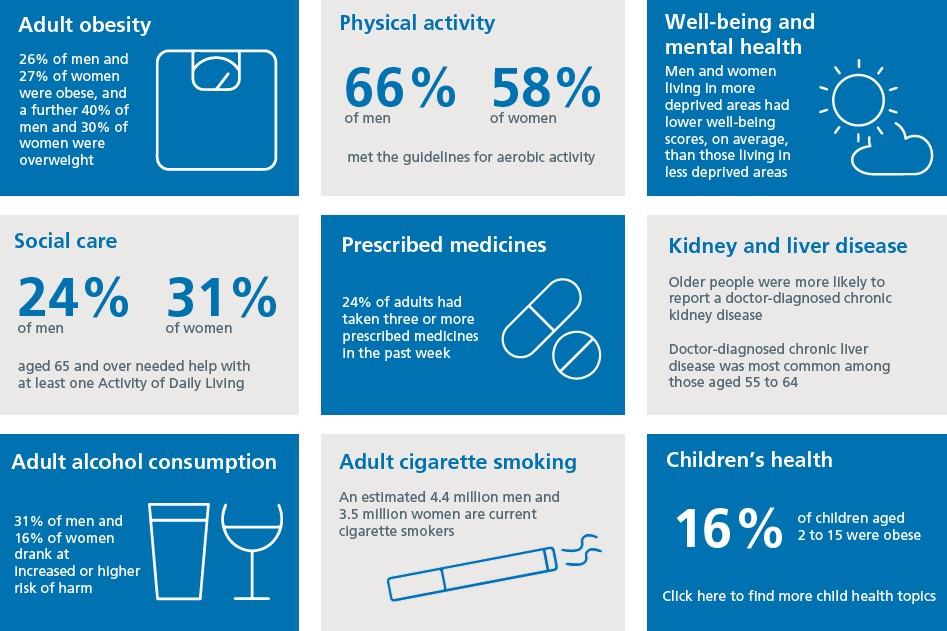 Adult obesity
26% of men and
27% of women
were obese, and
a further 40% of
men and 30% of
women were
overweight
Physical activity
66%
of men
58%
of women
met the guidelines for aerobic activity
Well-being and
mental health
Men and women
living in more
deprived areas had
lower well-being
scores, on average,
than those living in
less deprived areas
Social care
24%
of men
31%
of women
aged 65 and over needed help with
at least one Activity of Daily Living
Prescribed medicines
24% of adults had
taken three or more
prescribed medicines
in the past week
Kidney and liver disease
Older people were more likely to
report a doctor-diagnosed chronic
kidney disease
Doctor-diagnosed chronic liver
disease was most common among
those aged 55 to 64
Adult alcohol consumption
31% of men and
16% of women
drank at
increased or higher
risk of harm
Adult cigarette smoking
An estimated 4.4 million men and
3.5 million women are current
cigarette smokers
Children's health
16%
of children aged
2 to 15 were obese
Click here to find more child health topics